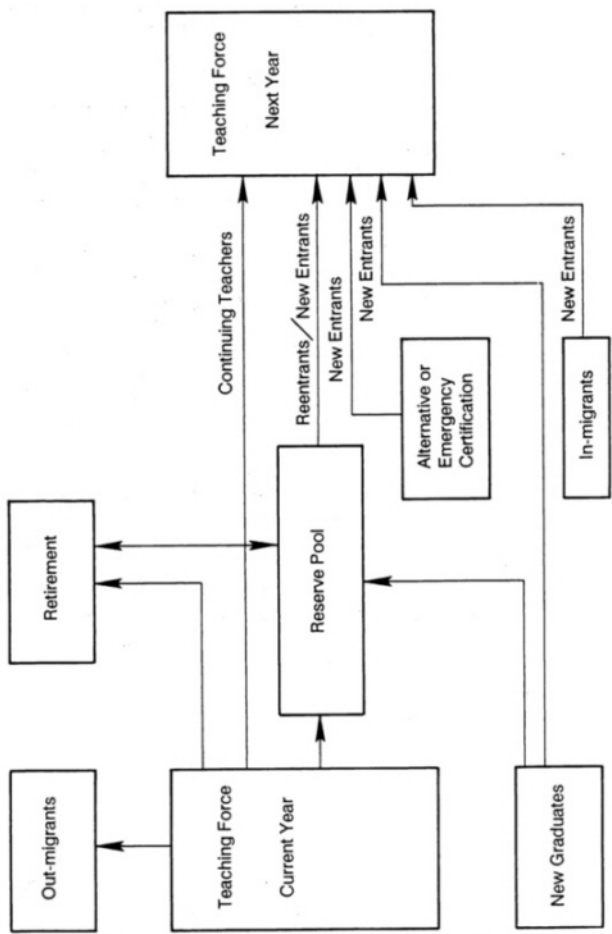 Out-migrants
Retirement
Teaching Force
Current Year
Continuing Teachers
Teaching Force
Next Year
Reserve Pool
Reentrants/New Entrants
New Entrants
New Entrants
Alternative or
Emergency
Certification
New Graduates
In-migrants
New Entrants